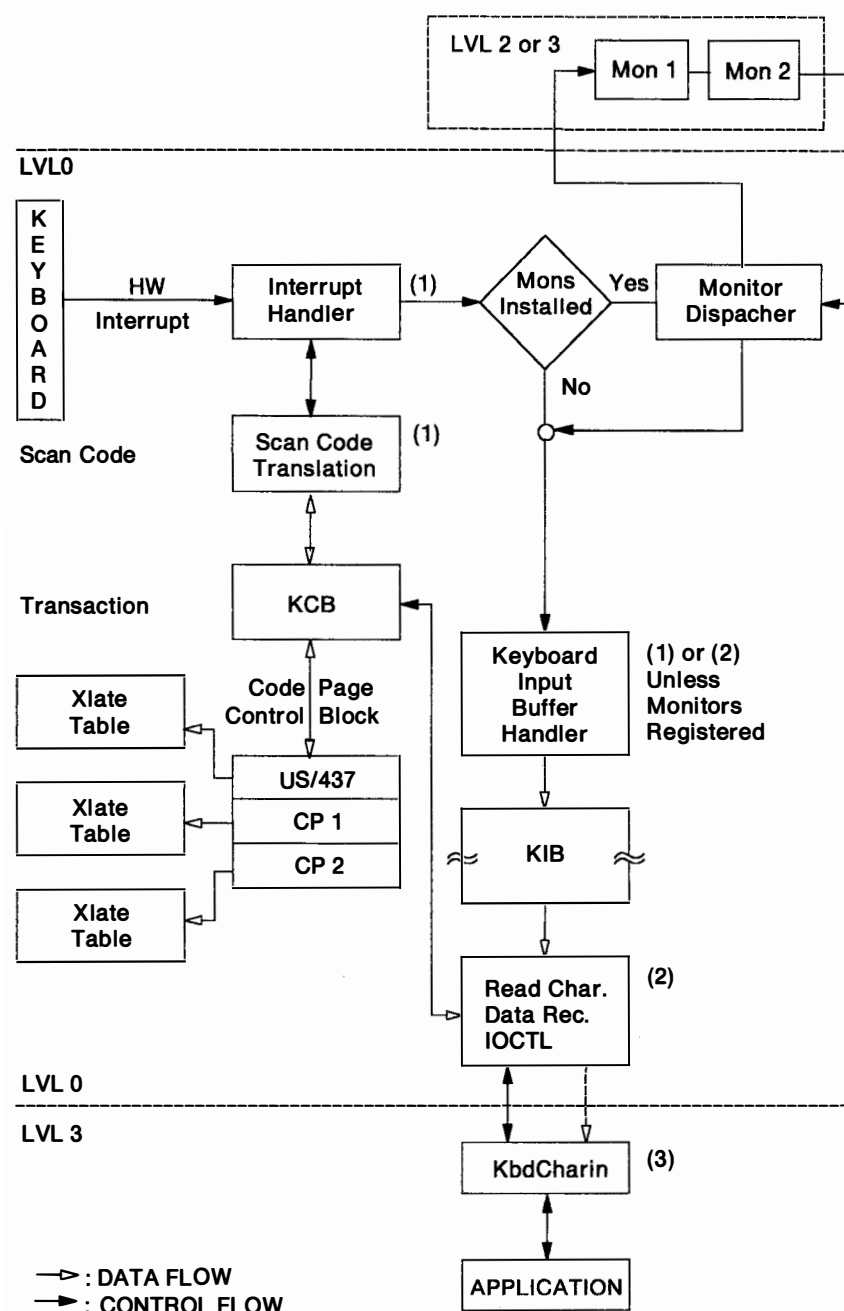 LVL 2 or 3
Mon 1
Mon 2
LVL0
K
E
Y
B
O
A
R
D
HW
Interrupt
Interrupt
Handler
(1)
Mons
Installed
Yes
Monitor
Dispacher
No
Scan Code
Scan Code
Translation
(1)
Transaction
KCB
Code Page
Control Block
Keyboard
Input
Buffer
Handler
(1) or (2)
Unless
Monitors
Registered
Xlate
Table
US/437
Xlate
Table
CP 1
CP 2
KIB
Xlate
Table
Read Char.
Data Rec.
IOCTL
(2)
LVL 0
LVL 3
KbdCharin
(3)
: DATA FLOW
: CONTROL FLOW
APPLICATION